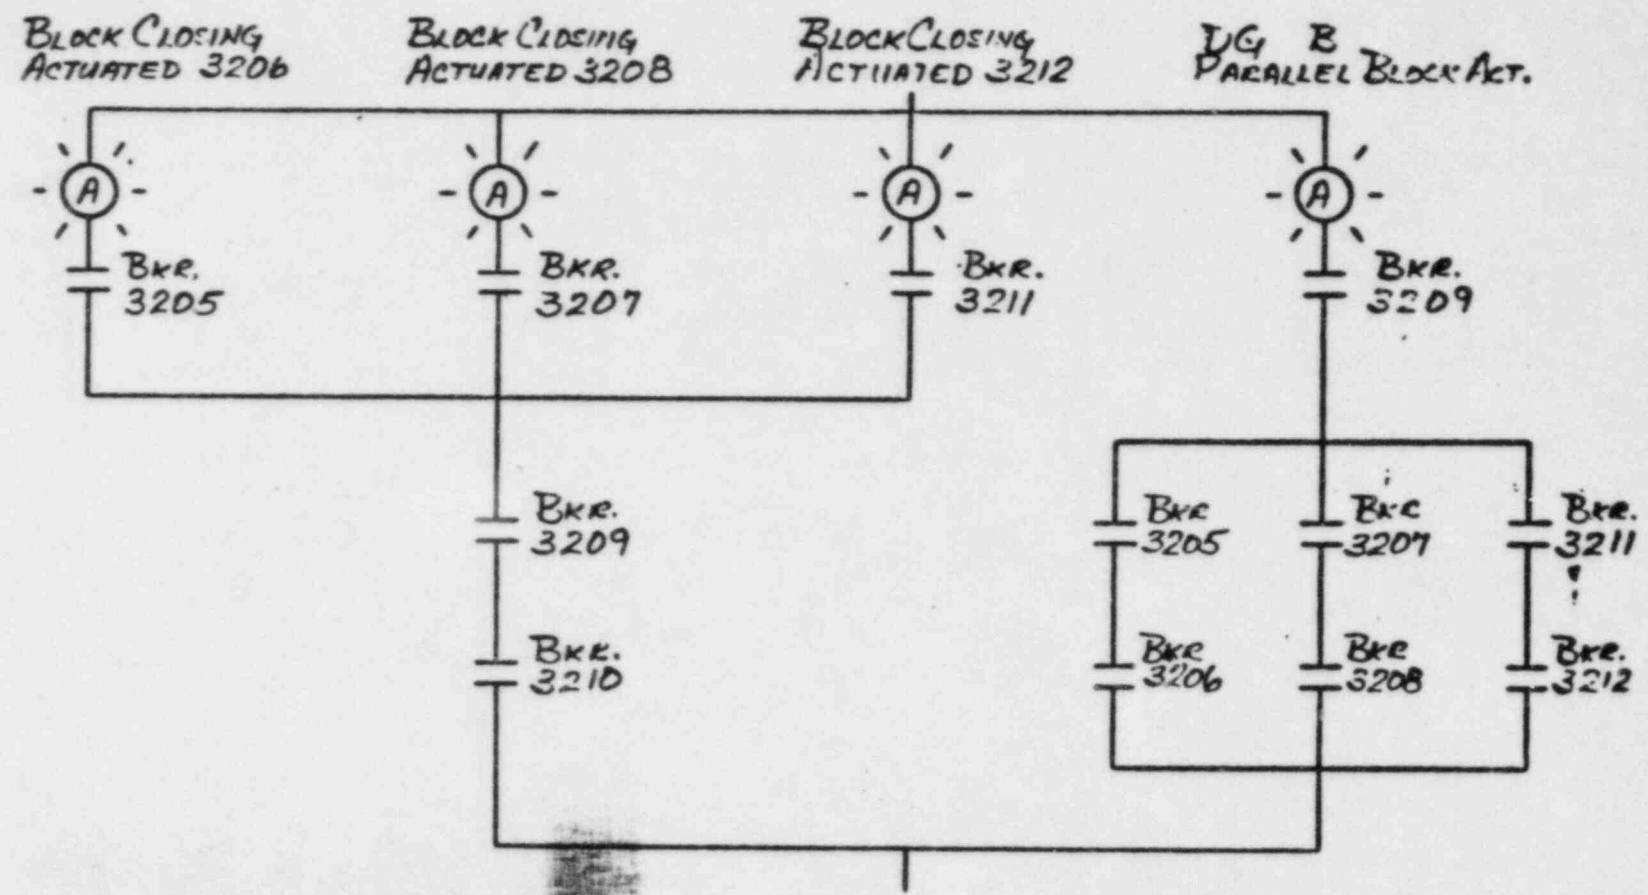 BLOCK CLOSING
ACTUATED 3206
BLOCK CLOSING
ACTUATED 3208
BLOCK CLOSING
ACTUATED 3212
DG B
PARALLEL BLOCK ACT.
A
A
A
A
BKR.
3205
BKR.
3207
BKR.
3211
BKR.
3209
BKR.
3209
BKR
3205
BKR
3207
BKR.
3211
BKR.
3210
BKR
3206
BKR
3208
BKR.
3212